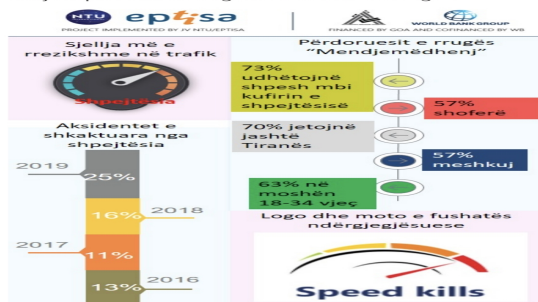 NTU
eptisa
WORLD BANK GROUP
PROJECT IMPLEMENTED BY JV NTU/EPTISA
FINANCED BY GOA AND COFINANCED BY WB
Sjellja më e
rrezikshme në trafik
Shpejtësia
Aksidentet e
shkaktuara nga
shpejtësia
2019
25%
16%
2018
2017
11%
13%
2016
Përdoruesit e rrugës
“Mendjemëdhenj”
73%
udhëtojnë
shpesh mbi
kufirin e
shpejtësisë
57%
shoferë
70% jetojnë
jashtë
Tiranës
57%
meshkuj
63% në
moshën
18-34 vjeç
Logo dhe moto e fushatës
ndërgjegjësuese
Speed kills